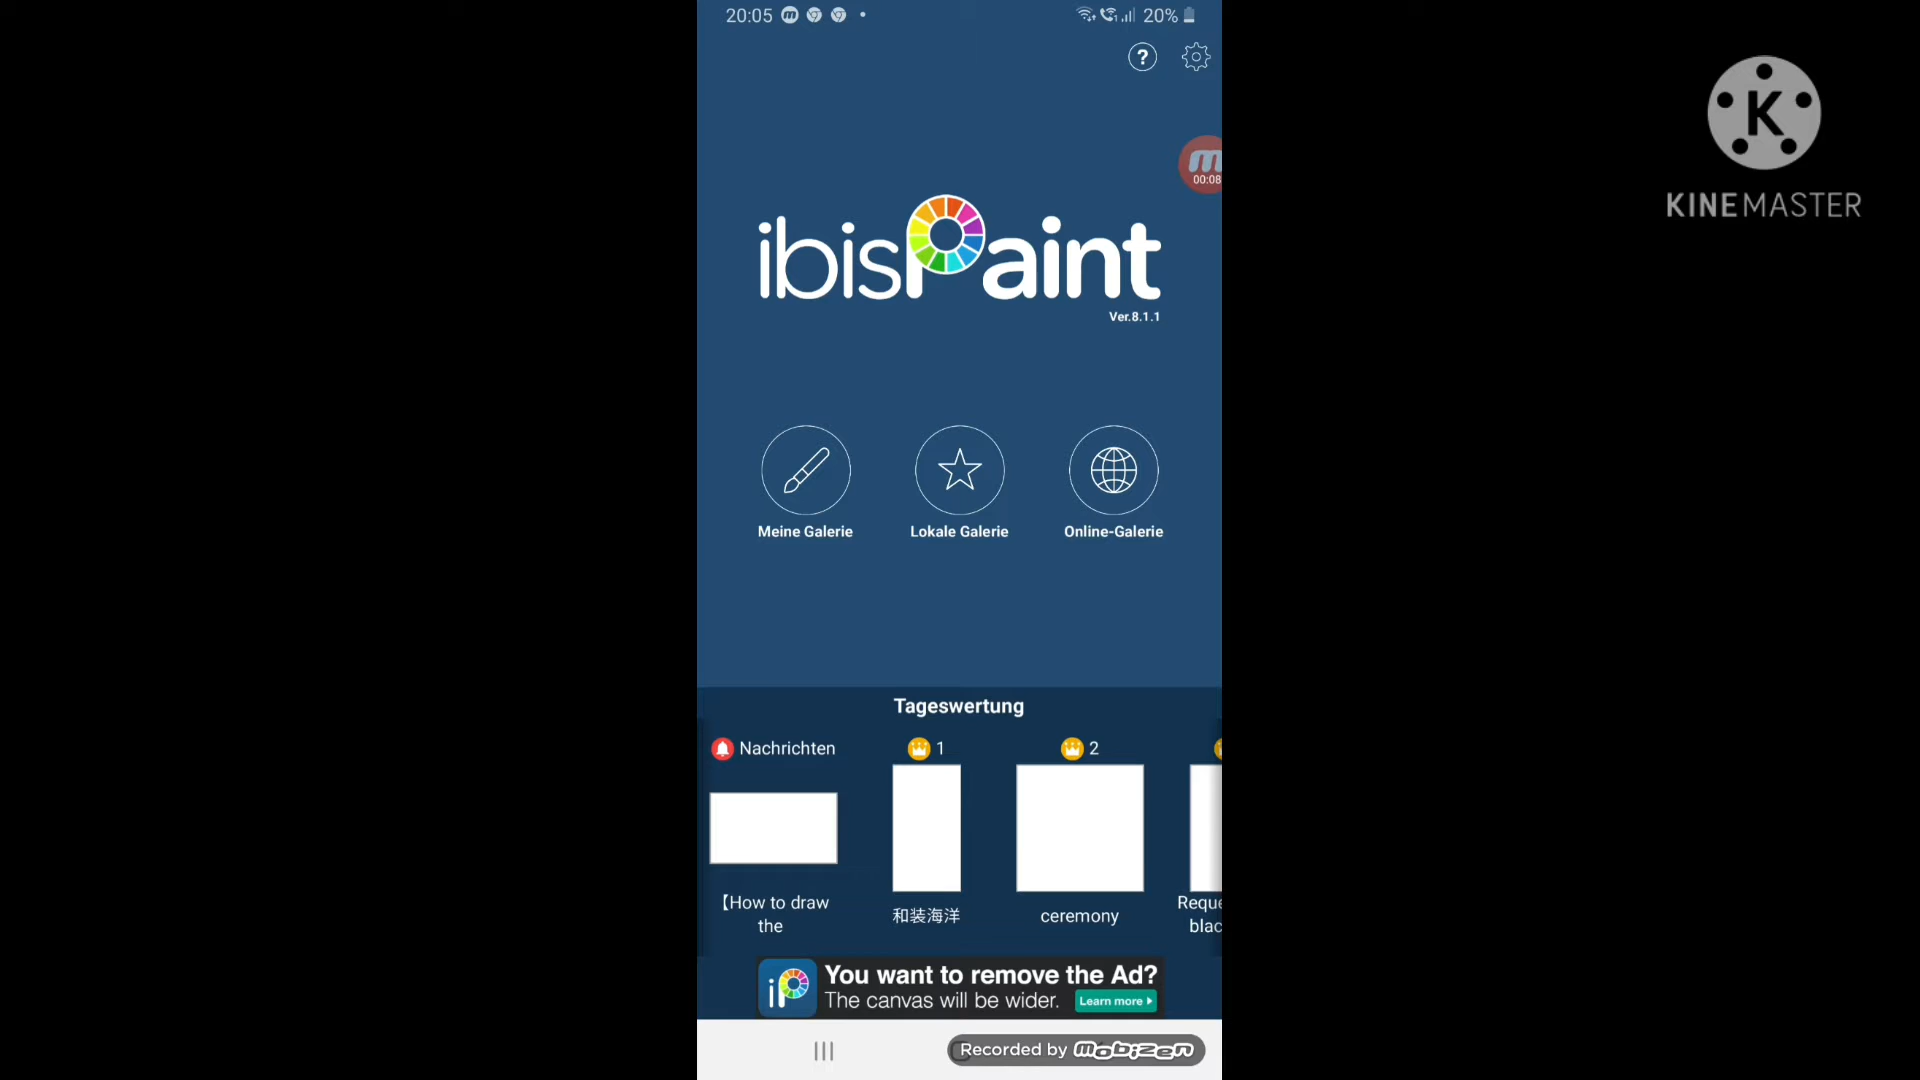 20:05
20%
?
K
KINEMASTER
00:08
ibisPaint
Ver.8.1.1
Meine Galerie
Lokale Galerie
Online-Galerie
Tageswertung
Nachrichten
1
2
【How to draw
the
和装海洋
ceremony
You want to remove the Ad?
The canvas will be wider.
Learn more
iP
Recorded by mobizen